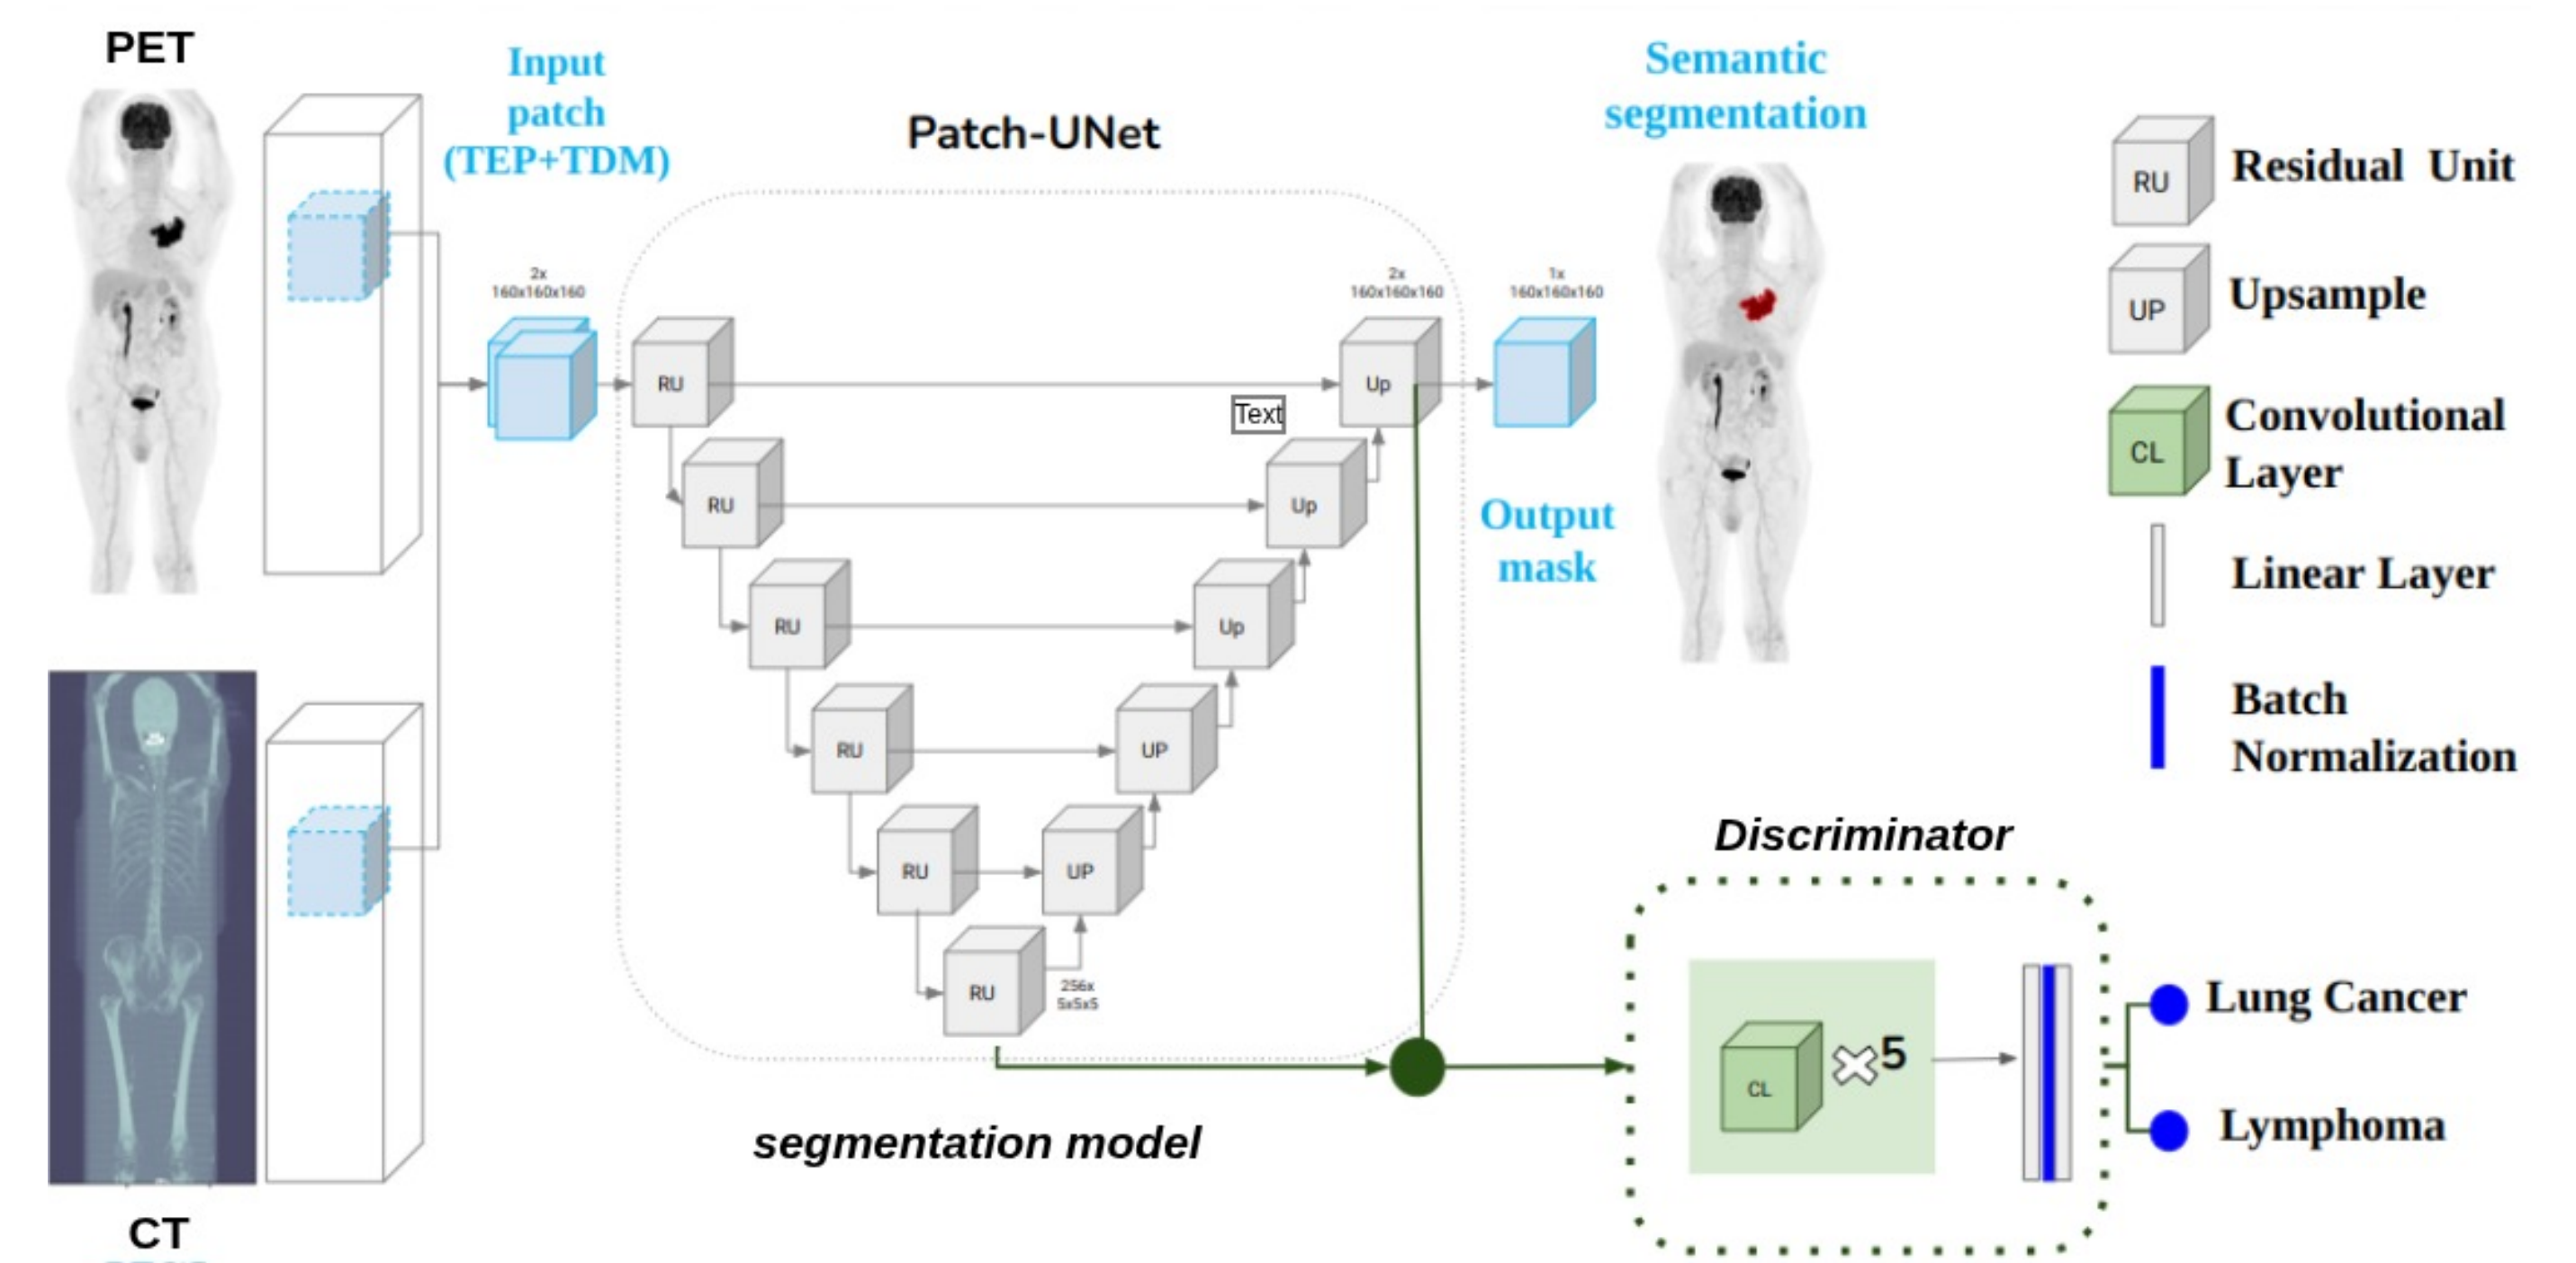 PET
Input
patch
(TEP+TDM)
Patch-UNet
Semantic
segmentation
2x
160x160x160
2x
160x160x160
1x
160x160x160
RU
Up
Text
RU
Up
RU
Up
RU
UP
RU
UP
RU
256x
5x5x5
Output
mask
segmentation model
CT
RU
Residual Unit
UP
Upsample
CL
Convolutional
Layer
Linear Layer
Batch
Normalization
Discriminator
CL
×5
Lung Cancer
Lymphoma